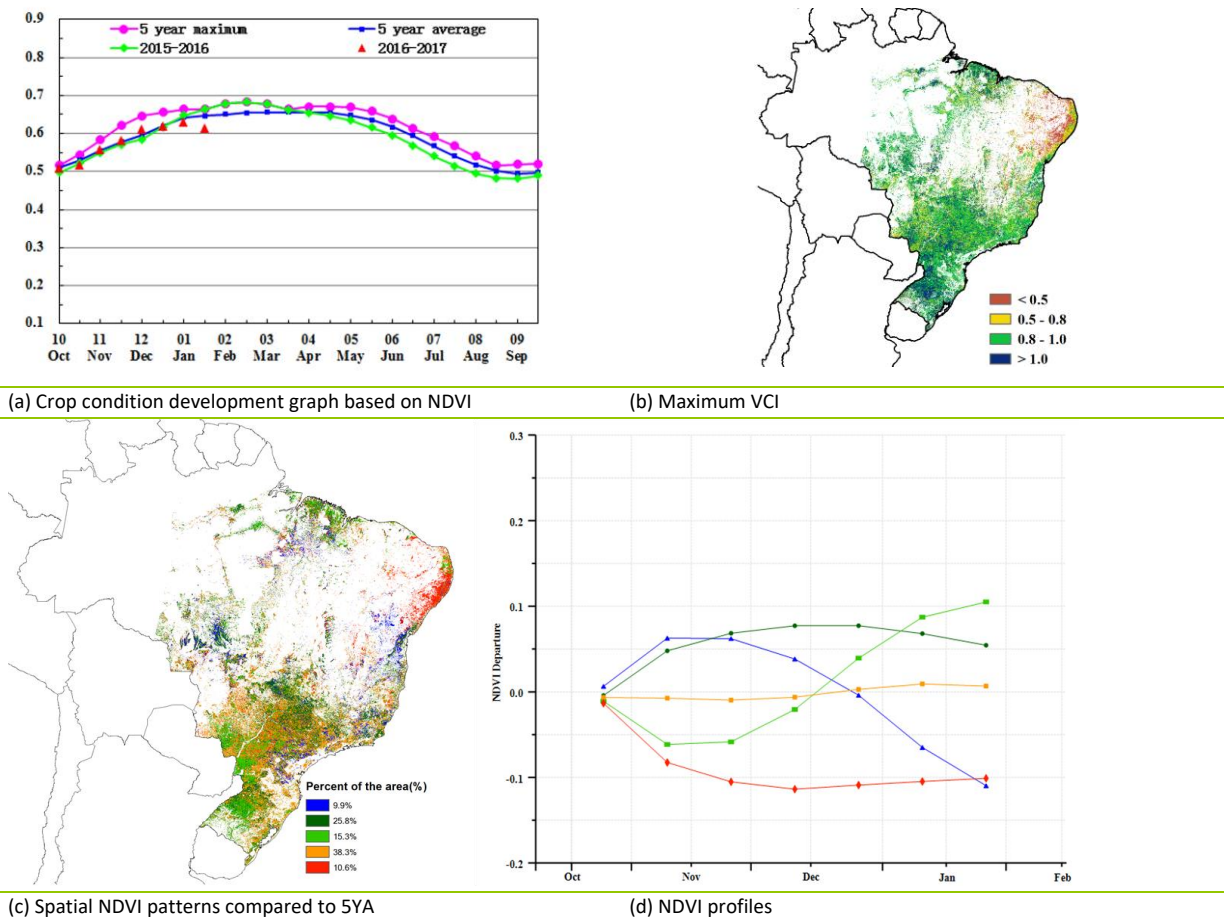 0.9
0.8
0.7
0.6
0.5
0.4
0.3
0.2
0.1
5 year maximum
5 year average
2015-2016
2016-2017
10 11 12 01 02 03 04 05 06 07 08 09
Oct Nov Dec Jan Feb Mar Apr May Jun Jul Aug Sep
< 0.5
0.5 - 0.8
0.8 - 1.0
> 1.0
(a) Crop condition development graph based on NDVI
(b) Maximum VCI
Percent of the area(%)
9.9%
25.8%
15.3%
38.3%
10.6%
0.3
0.2
0.1
0.0
-0.1
-0.2
NDVI Departure
Oct Nov Dec Jan Feb
(c) Spatial NDVI patterns compared to 5YA
(d) NDVI profiles